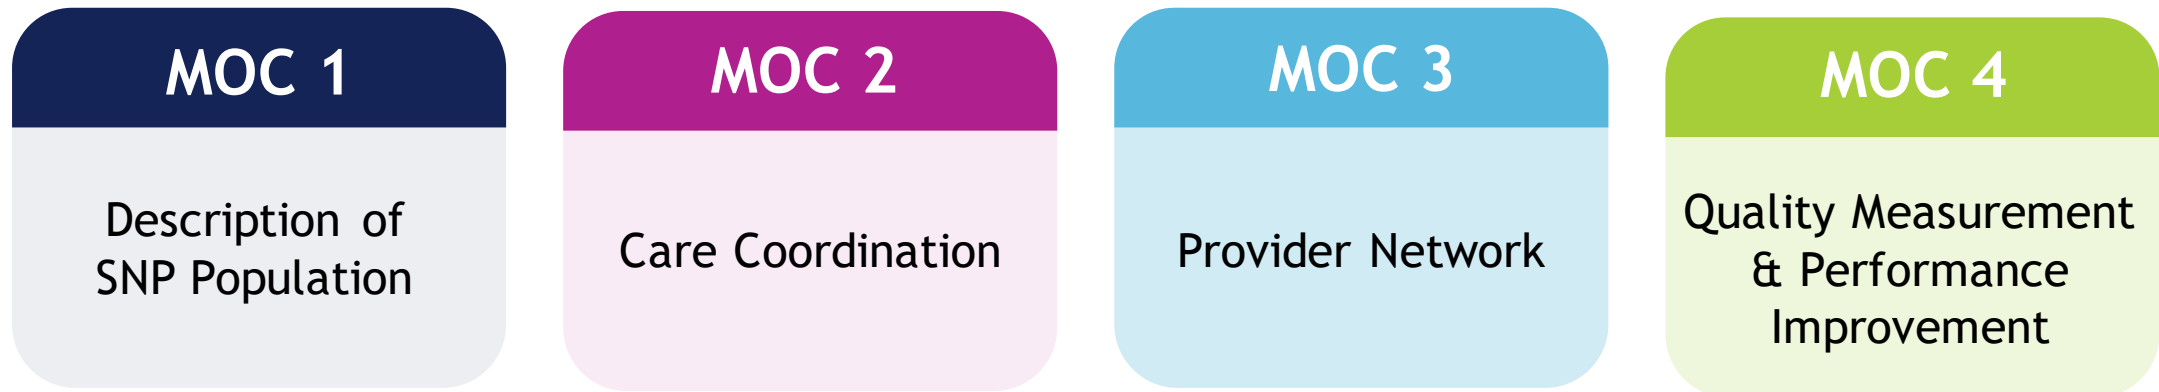 MOC 1
Description of
SNP Population
MOC 2
Care Coordination
MOC 3
Provider Network
MOC 4
Quality Measurement
& Performance
Improvement